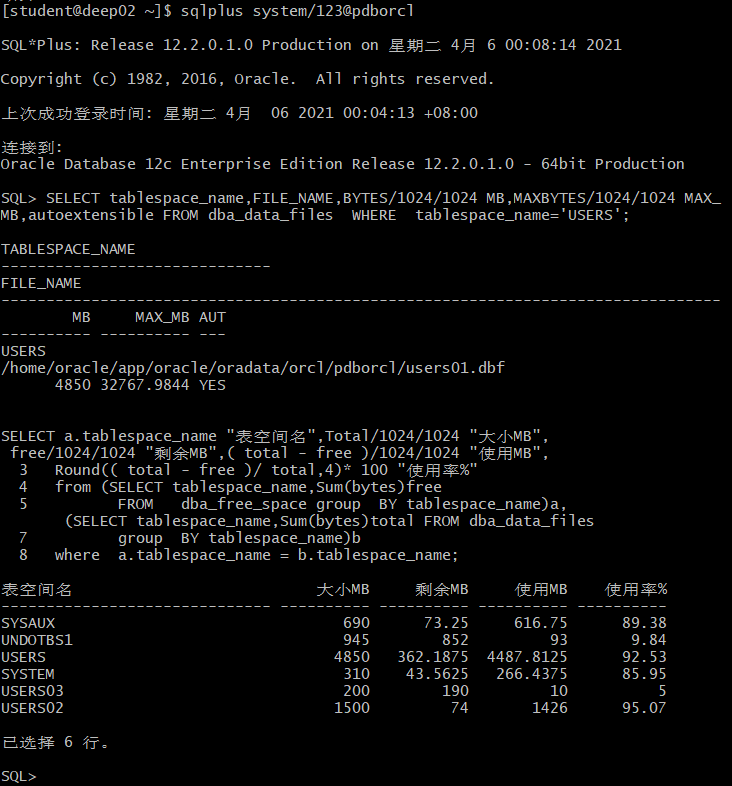 [student@deep02 ~]$ sqlplus system/123@pdborcl
SQL*Plus: Release 12.2.0.1.0 Production on 星期二 4月 6 00:08:14 2021
Copyright (c) 1982, 2016, Oracle.  All rights reserved.
上次成功登录时间: 星期二 4月  06 2021 00:04:13 +08:00
连接到:
Oracle Database 12c Enterprise Edition Release 12.2.0.1.0 - 64bit Production
SQL> SELECT tablespace_name,FILE_NAME,BYTES/1024/1024 MB,MAXBYTES/1024/1024 MAX_
MB,autoextensible FROM dba_data_files  WHERE  tablespace_name='USERS';
TABLESPACE_NAME
------------------------------
FILE_NAME
--------------------------------------------------------------------------------
        MB     MAX_MB AUT
---------- ---------- ---
USERS
/home/oracle/app/oracle/oradata/orcl/pdborcl/users01.dbf
      4850 32767.9844 YES
SELECT a.tablespace_name "表空间名",Total/1024/1024 "大小MB",
 free/1024/1024 "剩余MB",( total - free )/1024/1024 "使用MB",
  3   Round(( total - free )/ total,4)* 100 "使用率%"
  4   from (SELECT tablespace_name,Sum(bytes)free
  5          FROM   dba_free_space group  BY tablespace_name)a,
       (SELECT tablespace_name,Sum(bytes)total FROM dba_data_files
  7          group  BY tablespace_name)b
  8   where  a.tablespace_name = b.tablespace_name;
表空间名                           大小MB     剩余MB     使用MB    使用率%
------------------------------ ---------- ---------- ---------- ----------
SYSAUX                                690      73.25     616.75      89.38
UNDOTBS1                              945        852         93       9.84
USERS                                4850   362.1875  4487.8125      92.53
SYSTEM                                310    43.5625   266.4375      85.95
USERS03                               200        190         10          5
USERS02                              1500         74       1426      95.07
已选择 6 行。
SQL>